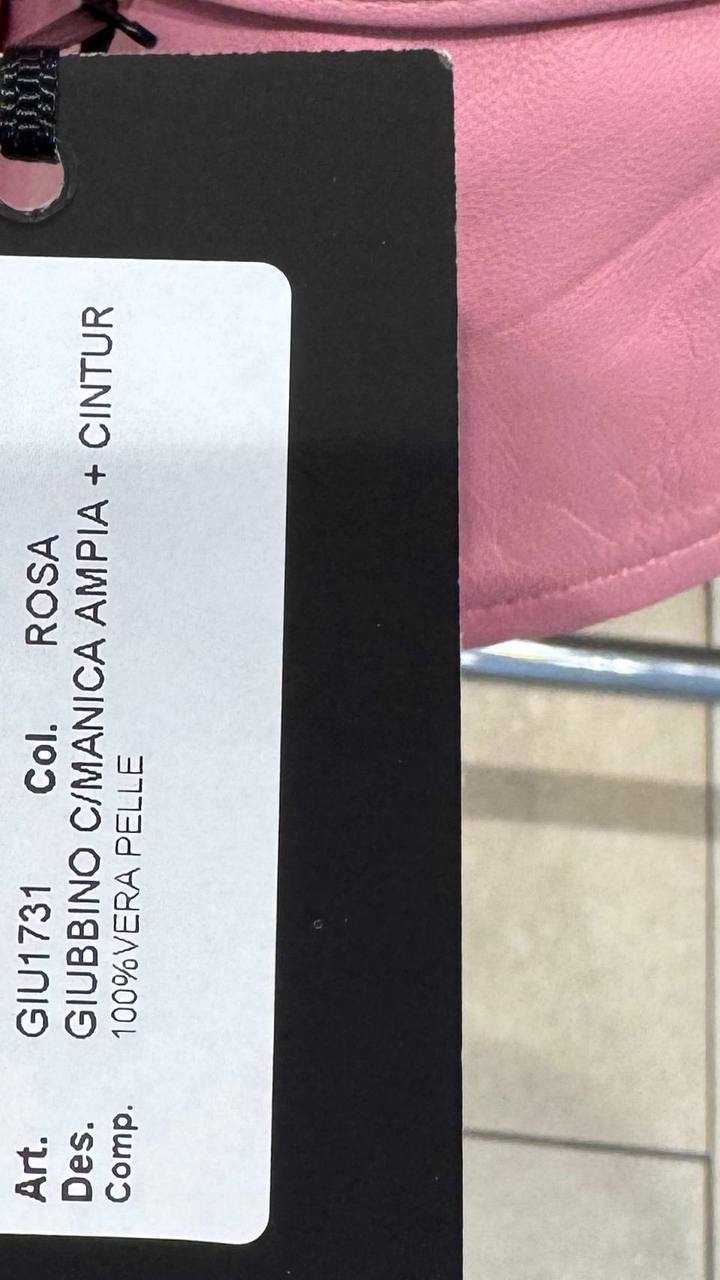 Art. GIU1731 Col. ROSA
Des. GIUBBINO C/MANICA AMPIA + CINTUR
Comp. 100%VERA PELLE